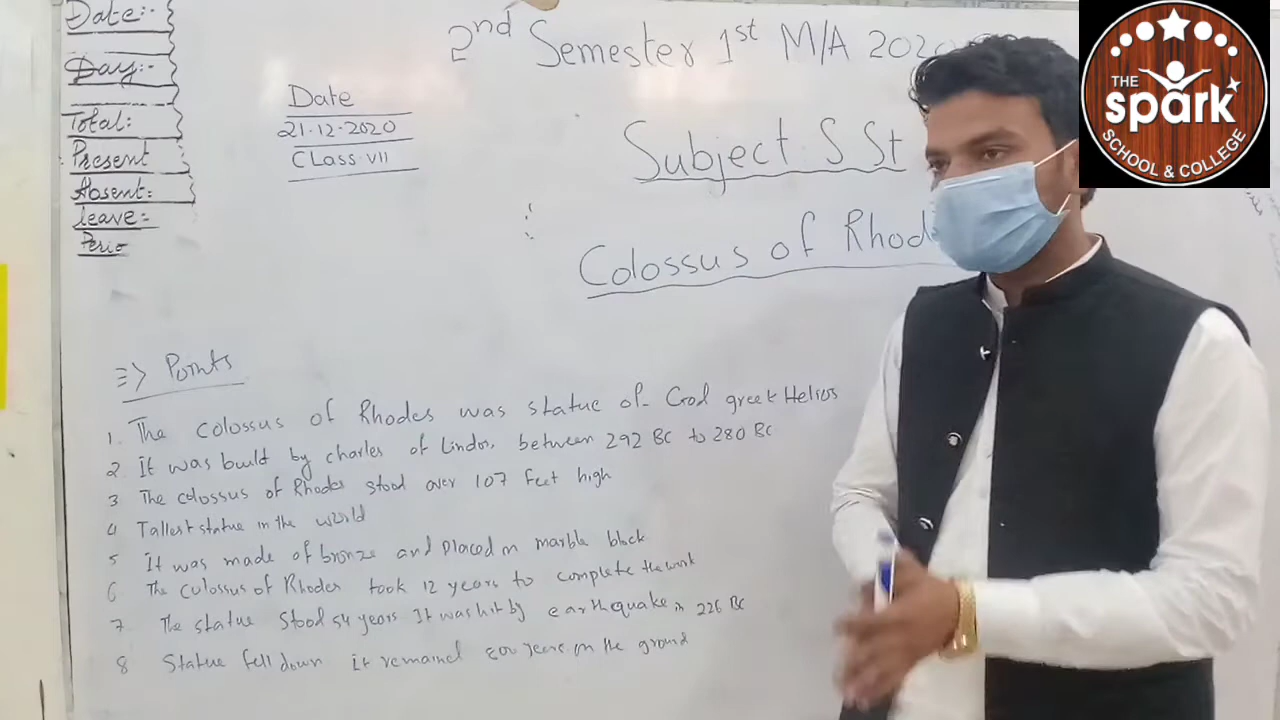 Date:-
Day:-
Total:
Present
Absent:
leave:-
Perio
2nd Semester 1st M/A 202
Date
21.12.2020
CLass VII
Subject S St
Colossus of Rhod
THE
spark
SCHOOL & COLLEGE
=> Points
1. The colossus of Rhodes was statue of God greek Helios
2 It was build by charles of Lindos, between 292 BC to 280 BC
3 The colossus of Rhodes stood over 107 feet high
4 Tallest statue in the world
5 It was made of bronze and placed on marble block
6 The colossus of Rhodes took 12 years to complete the work
7 The statue stood 54 years It was hit by earthquake in 226 BC
8 Statue fell down it remained 800 years on the ground